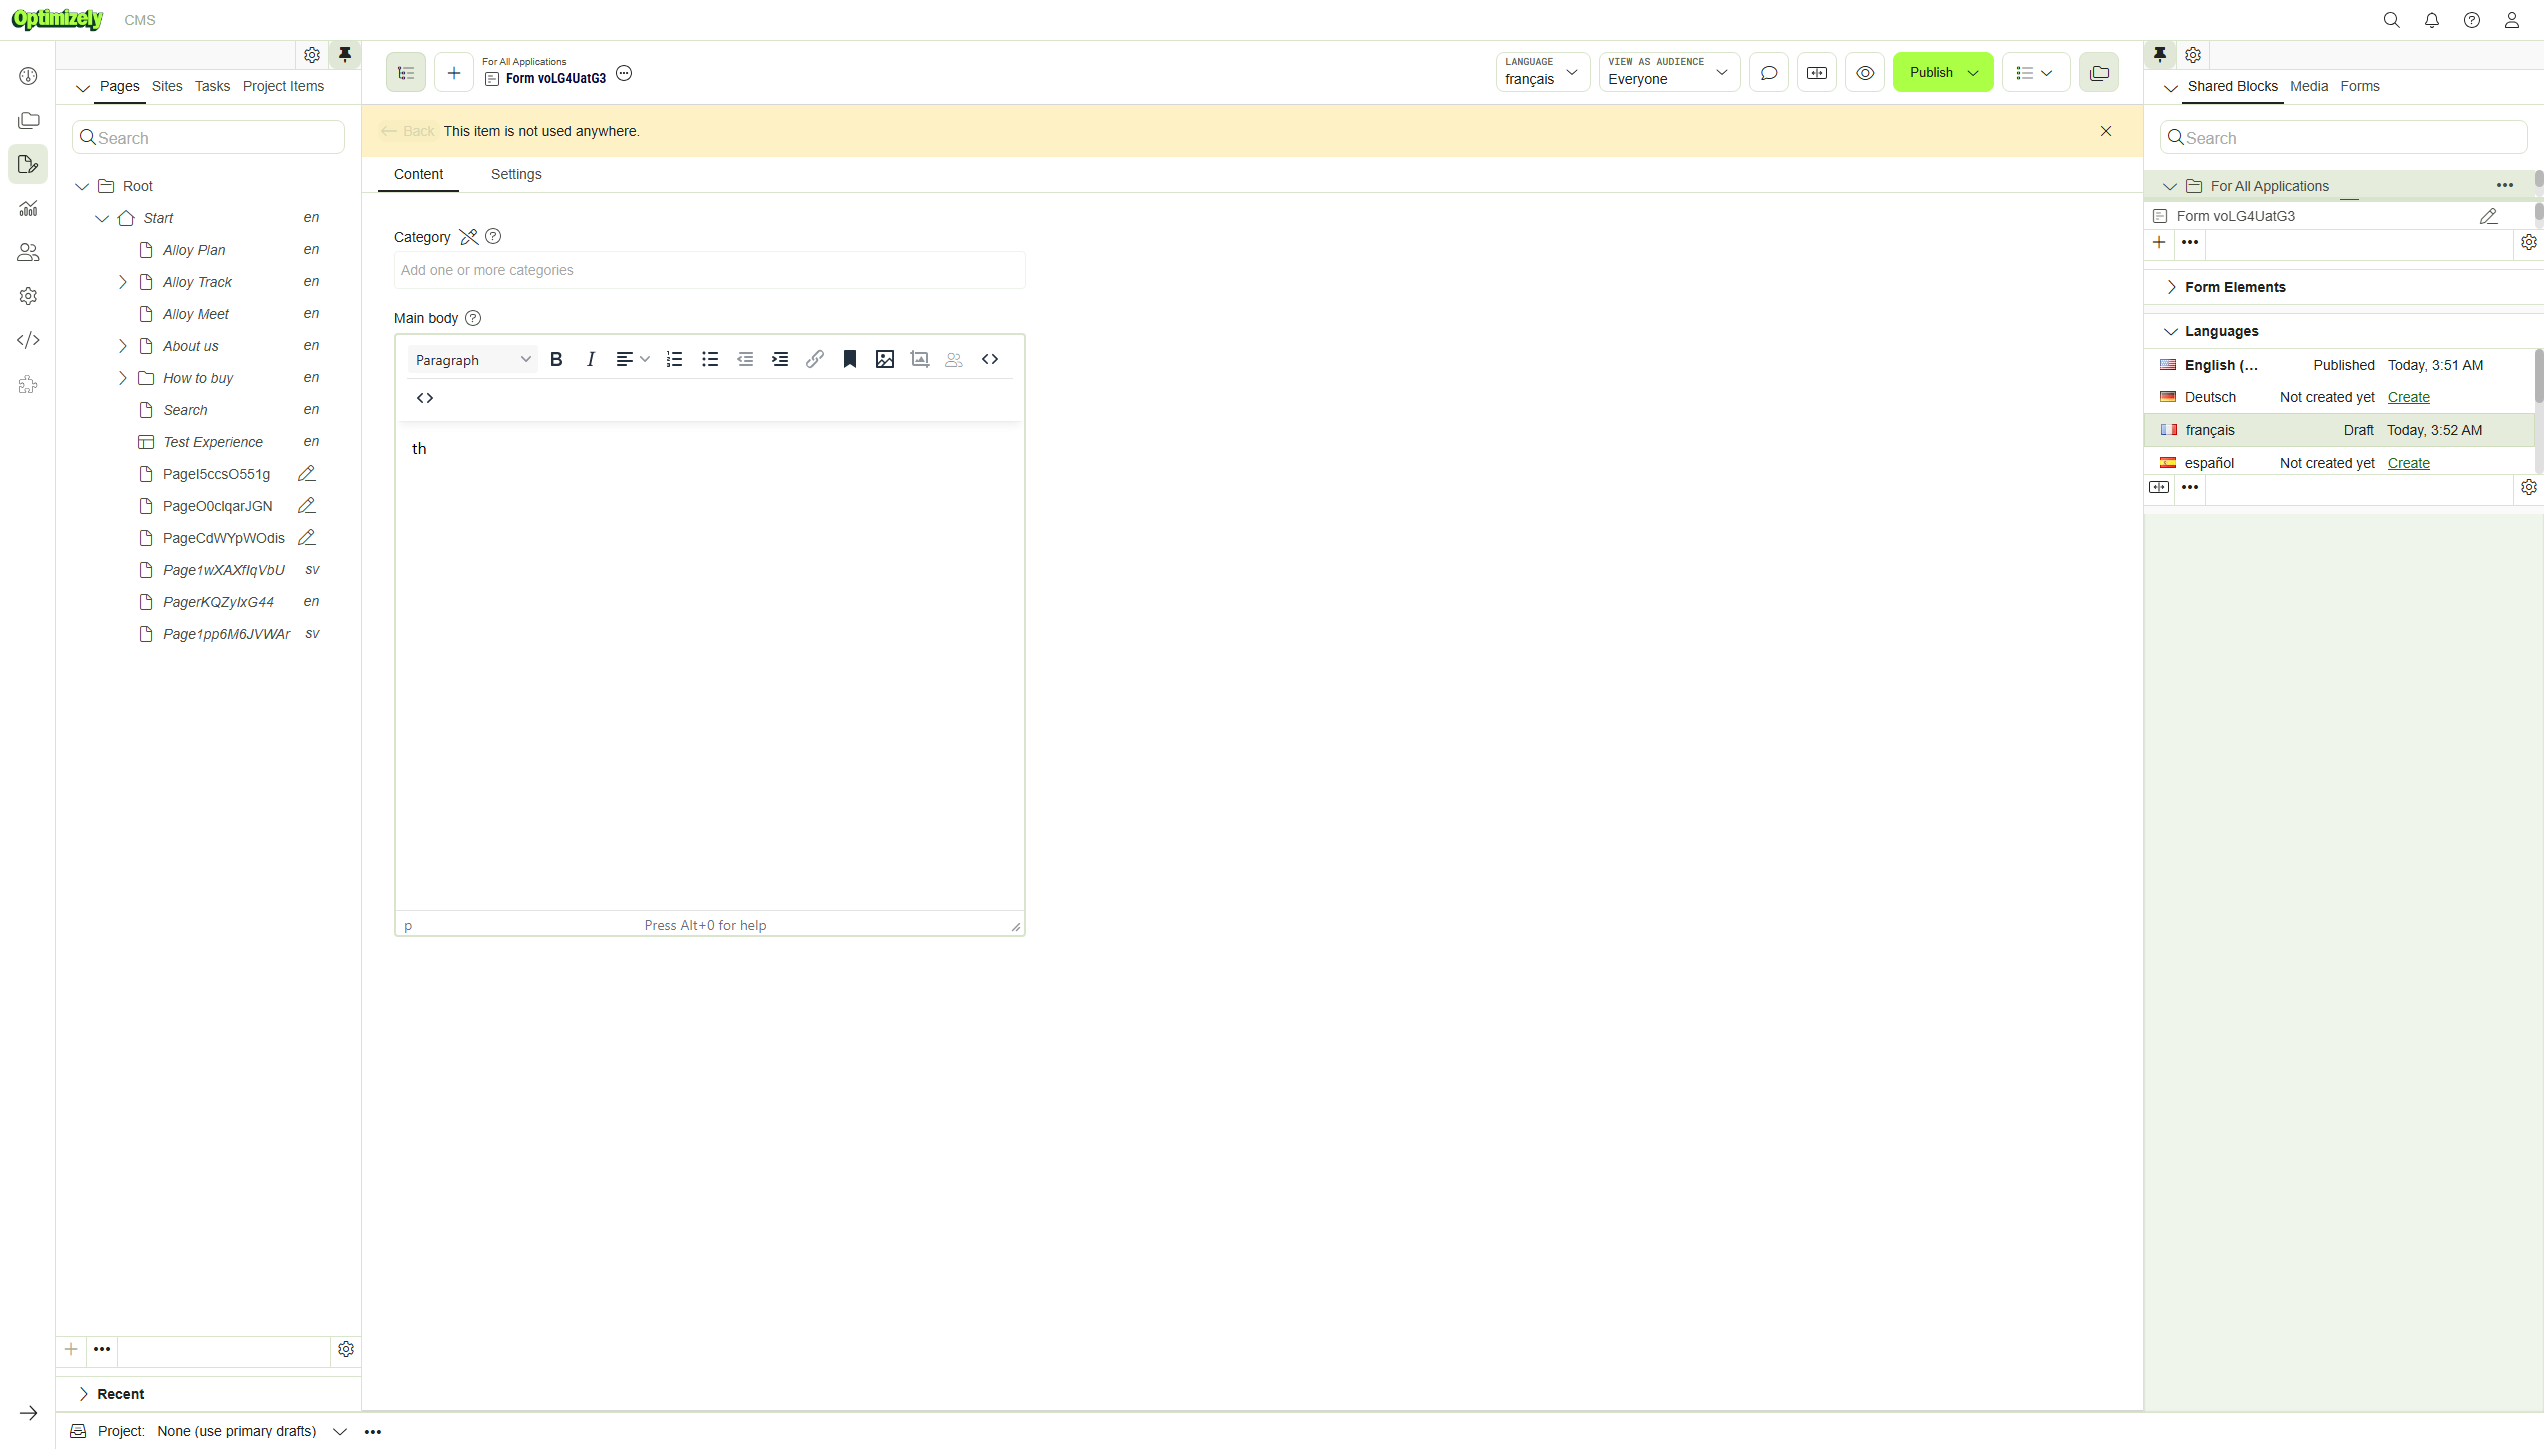 Optimizely CMS
Pages Sites Tasks Project Items
Search
Root
Start en
Alloy Plan en
Alloy Track en
Alloy Meet en
About us en
How to buy en
Search en
Test Experience en
PageI5ccsO551g
PageO0clqarJGN
PageCdWYpWOdis
Page1wXAXfIqVbU sv
PagerKQZyIxG44 en
Page1pp6M6JVWAr sv
Recent
Project: None (use primary drafts)
For All Applications
Form voLG4UatG3
LANGUAGE
français
VIEW AS AUDIENCE
Everyone
Publish
Back This item is not used anywhere.
Content Settings
Category
Add one or more categories
Main body
Paragraph
th
p Press Alt+0 for help
Shared Blocks Media Forms
Search
For All Applications
Form voLG4UatG3
Form Elements
Languages
English (... Published Today, 3:51 AM
Deutsch Not created yet Create
français Draft Today, 3:52 AM
español Not created yet Create